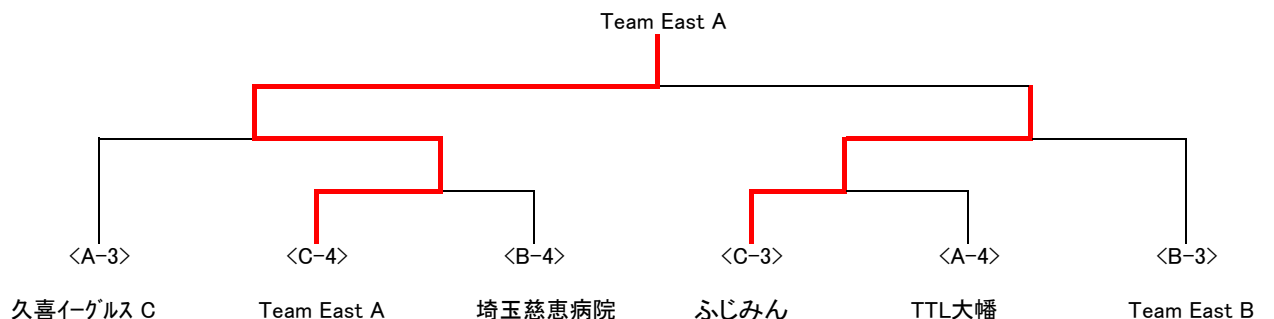 Team East A
<A-3> <C-4> <B-4> <C-3> <A-4> <B-3>
久喜ｲｰｸﾞﾙｽ C Team East A 埼玉慈恵病院 ふじみん TTL大幡 Team East B